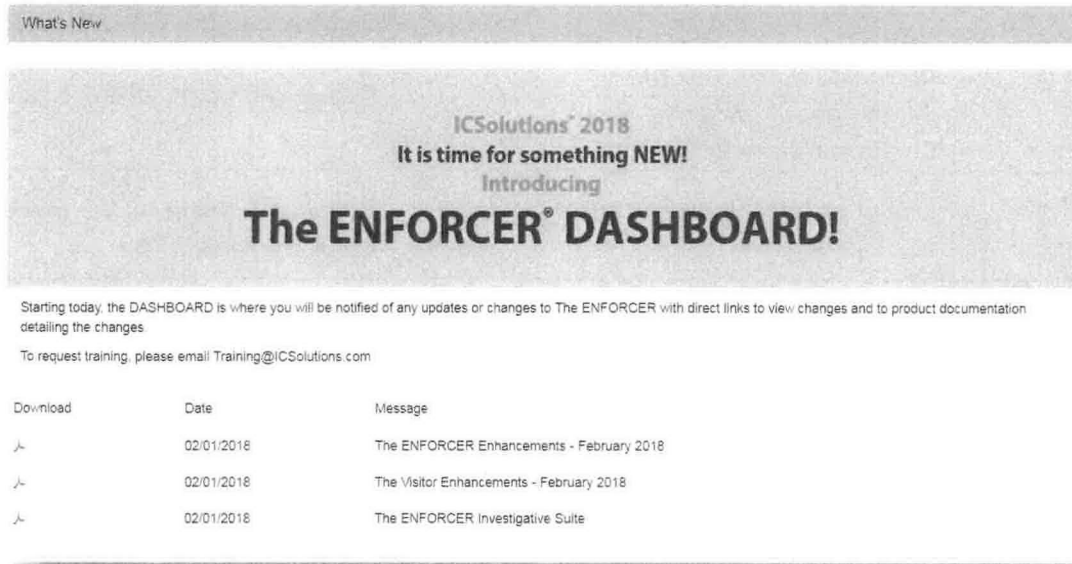 What's New
ICSolutions® 2018
It is time for something NEW!
Introducing
The ENFORCER® DASHBOARD!
Starting today, the DASHBOARD is where you will be notified of any updates or changes to The ENFORCER with direct links to view changes and to product documentation
detailing the changes.
To request training, please email Training@ICSolutions.com
Download Date Message
02/01/2018 The ENFORCER Enhancements - February 2018
02/01/2018 The Visitor Enhancements - February 2018
02/01/2018 The ENFORCER Investigative Suite